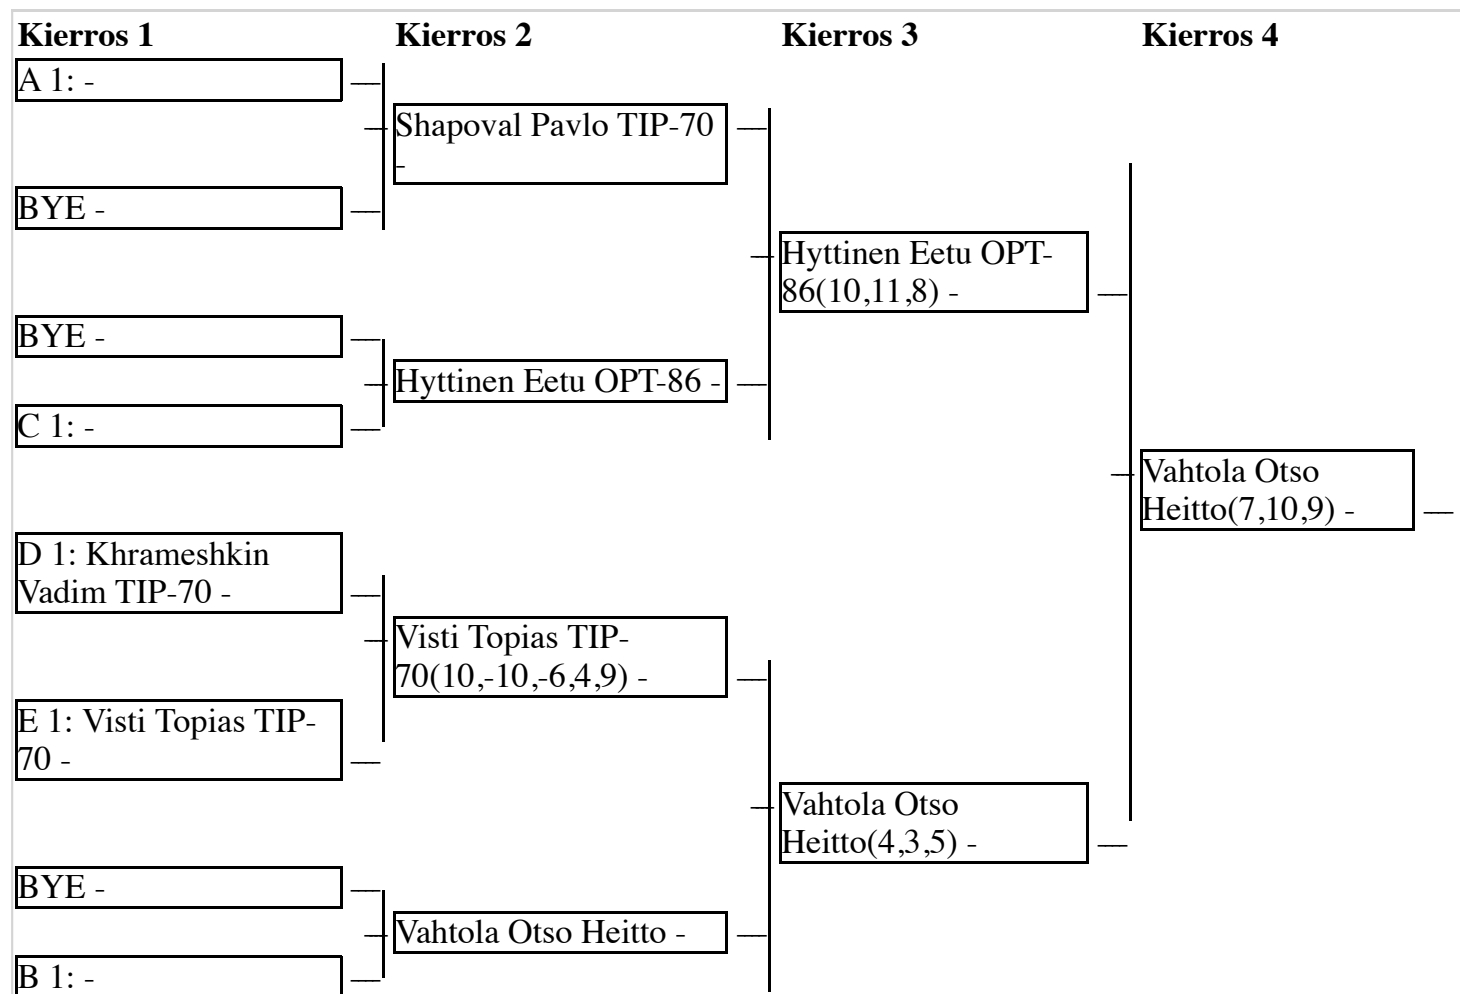 Kierros 1
Kierros 2
Kierros 3
Kierros 4
A 1: -
Shapoval Pavlo TIP-70
-
BYE -
Hyttinen Eetu OPT-
86(10,11,8) -
BYE -
Hyttinen Eetu OPT-86 -
C 1: -
Vahtola Otso
Heitto(7,10,9) -
D 1: Khrameshkin
Vadim TIP-70 -
Visti Topias TIP-
70(10,-10,-6,4,9) -
E 1: Visti Topias TIP-
70 -
Vahtola Otso
Heitto(4,3,5) -
BYE -
Vahtola Otso Heitto -
B 1: -